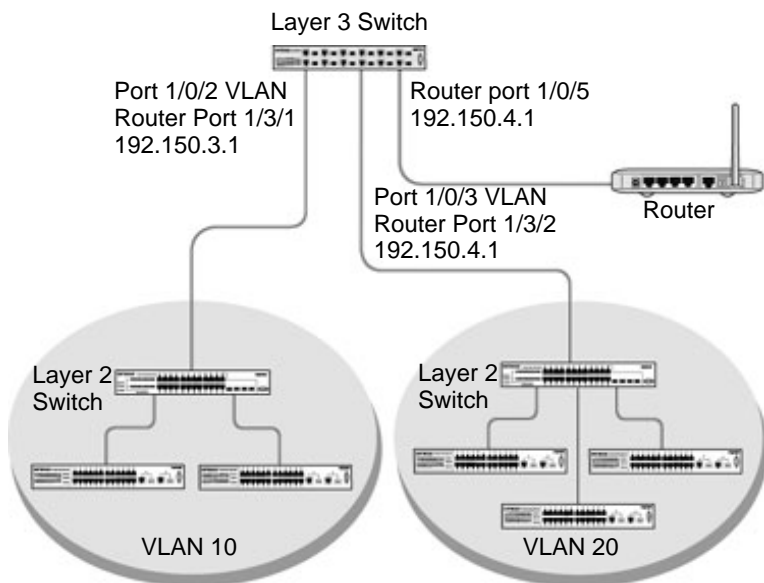 Layer 3 Switch
Port 1/0/2 VLAN
Router Port 1/3/1
192.150.3.1
Router port 1/0/5
192.150.4.1
Port 1/0/3 VLAN
Router Port 1/3/2
192.150.4.1
Router
Layer 2
Switch
Layer 2
Switch
VLAN 10
VLAN 20